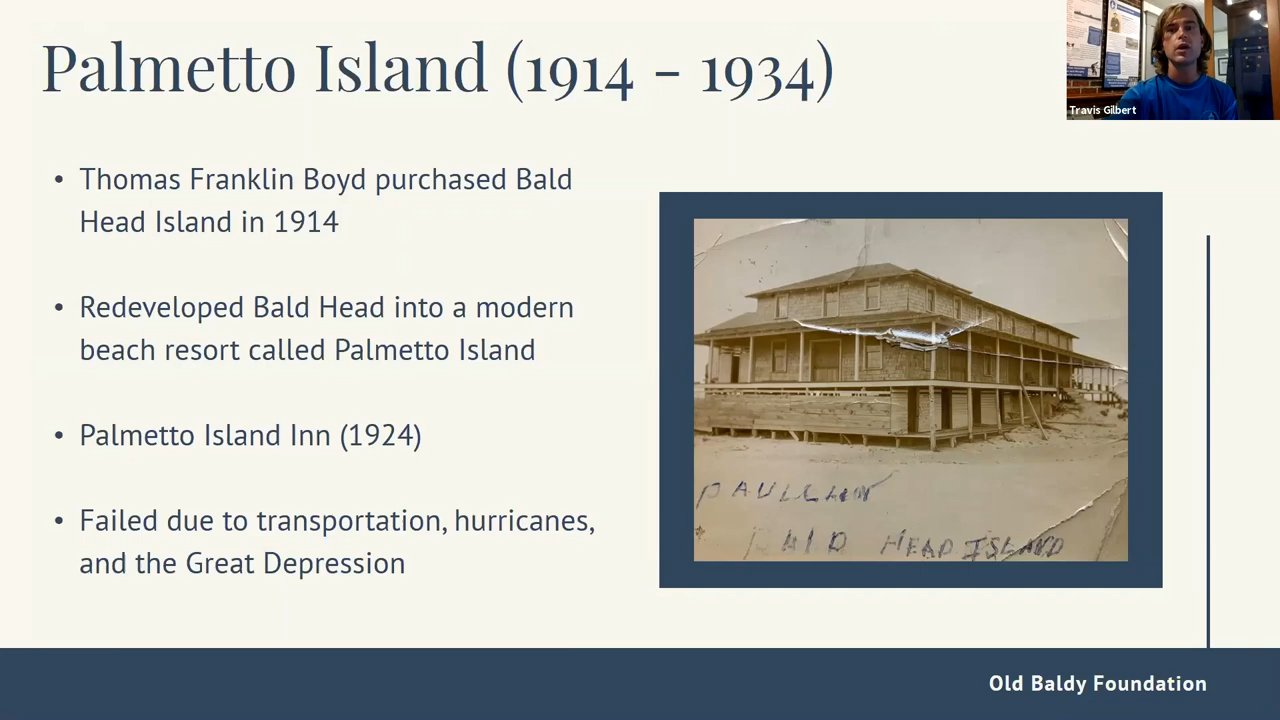 Palmetto Island (1914 - 1934)
Travis Gilbert
• Thomas Franklin Boyd purchased Bald
Head Island in 1914
• Redeveloped Bald Head into a modern
beach resort called Palmetto Island
• Palmetto Island Inn (1924)
• Failed due to transportation, hurricanes,
and the Great Depression
BALD HEAD ISLAND
Old Baldy Foundation